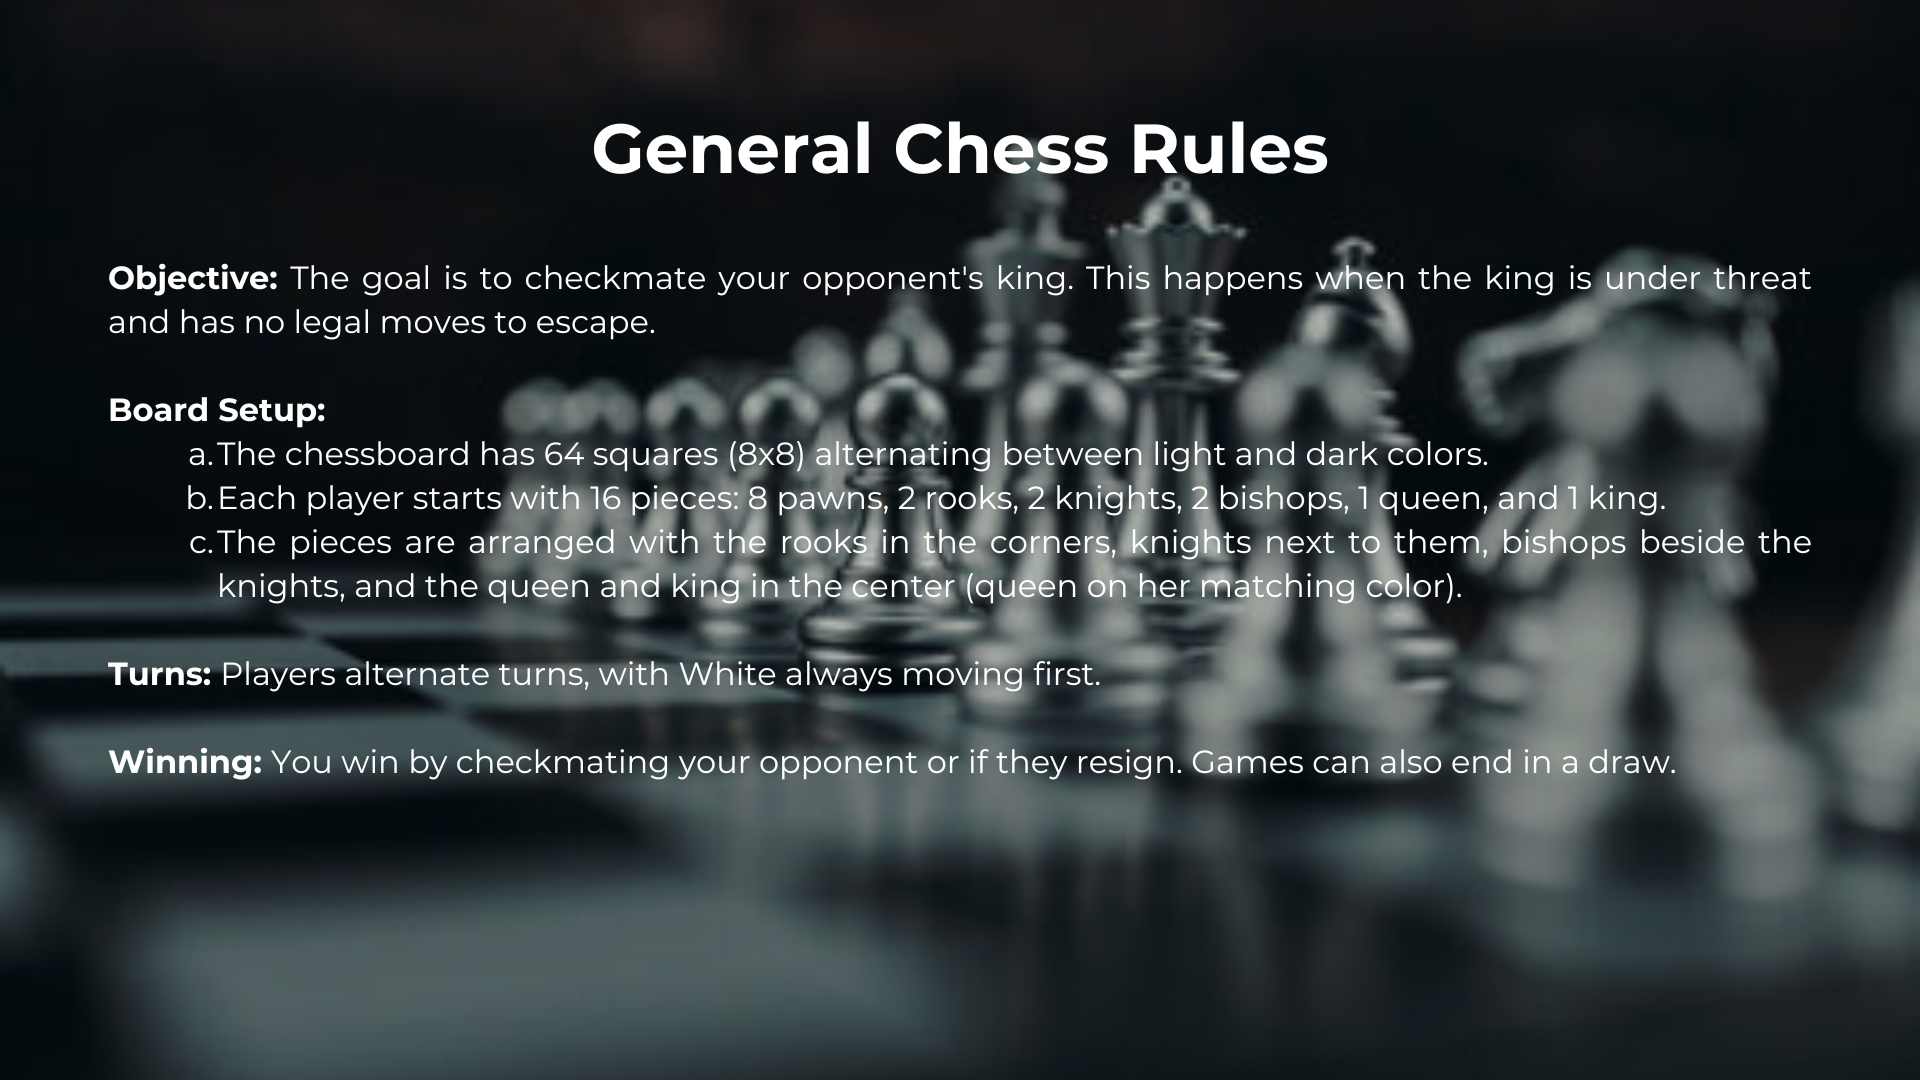 General Chess Rules
Objective: The goal is to checkmate your opponent's king. This happens when the king is under threat
and has no legal moves to escape.
Board Setup:
a. The chessboard has 64 squares (8x8) alternating between light and dark colors.
b. Each player starts with 16 pieces: 8 pawns, 2 rooks, 2 knights, 2 bishops, 1 queen, and 1 king.
c. The pieces are arranged with the rooks in the corners, knights next to them, bishops beside the
knights, and the queen and king in the center (queen on her matching color).
Turns: Players alternate turns, with White always moving first.
Winning: You win by checkmating your opponent or if they resign. Games can also end in a draw.